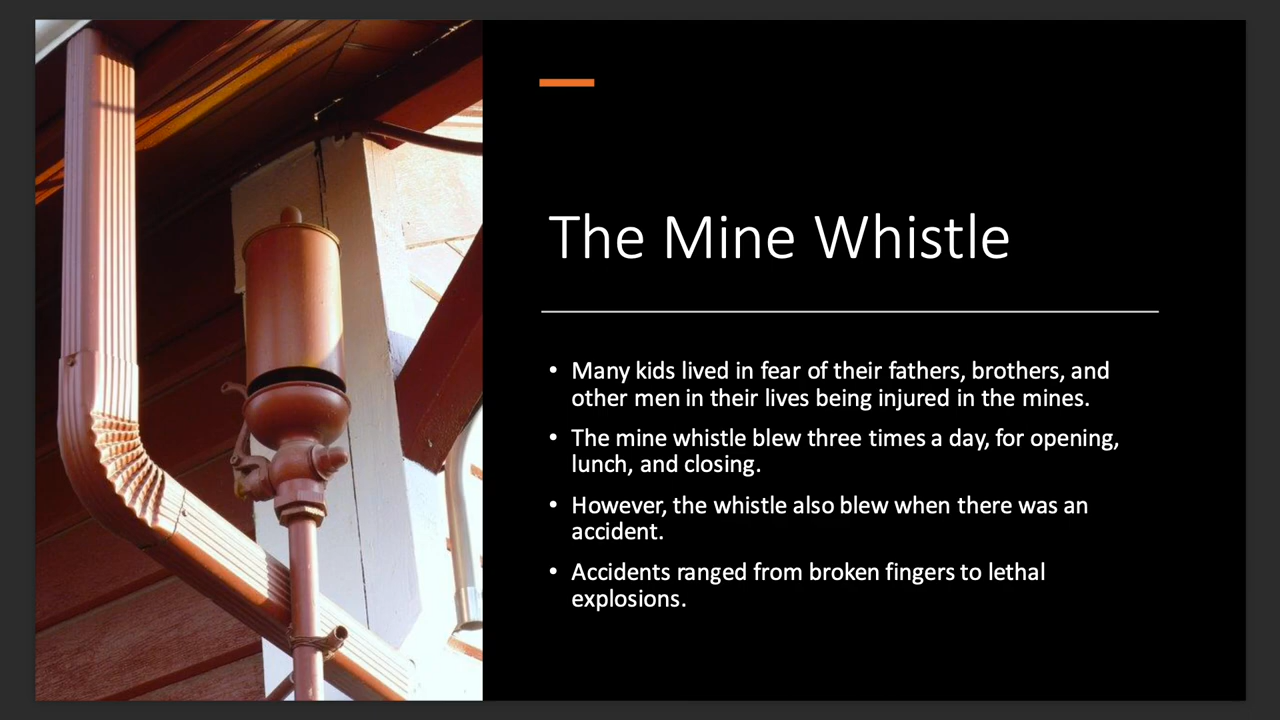 The Mine Whistle
• Many kids lived in fear of their fathers, brothers, and
other men in their lives being injured in the mines.
• The mine whistle blew three times a day, for opening,
lunch, and closing.
• However, the whistle also blew when there was an
accident.
• Accidents ranged from broken fingers to lethal
explosions.